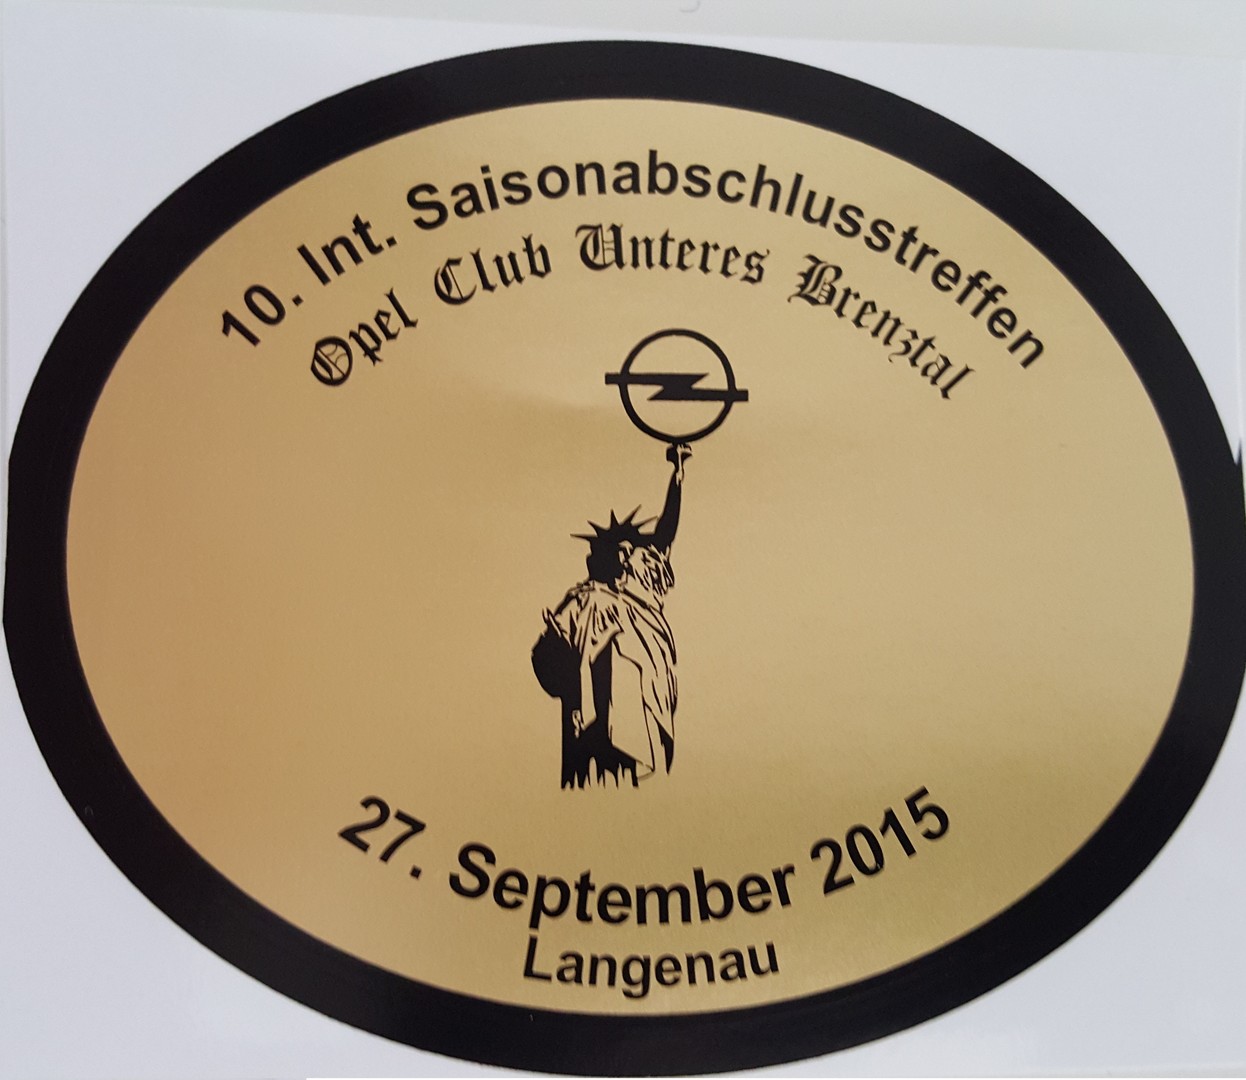 10. Int. Saisonabschlusstreffen
Opel Club Unteres Brenztal
27. September 2015
Langenau